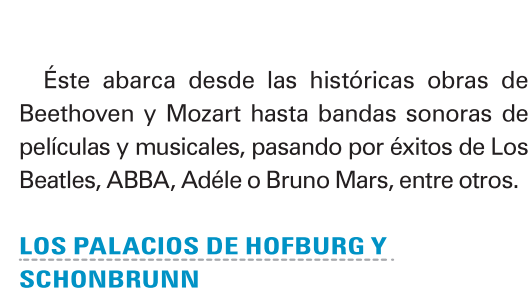 Éste abarca desde las históricas obras de
Beethoven y Mozart hasta bandas sonoras de
películas y musicales, pasando por éxitos de Los
Beatles, ABBA, Adéle o Bruno Mars, entre otros.
LOS PALACIOS DE HOFBURG Y
SCHONBRUNN